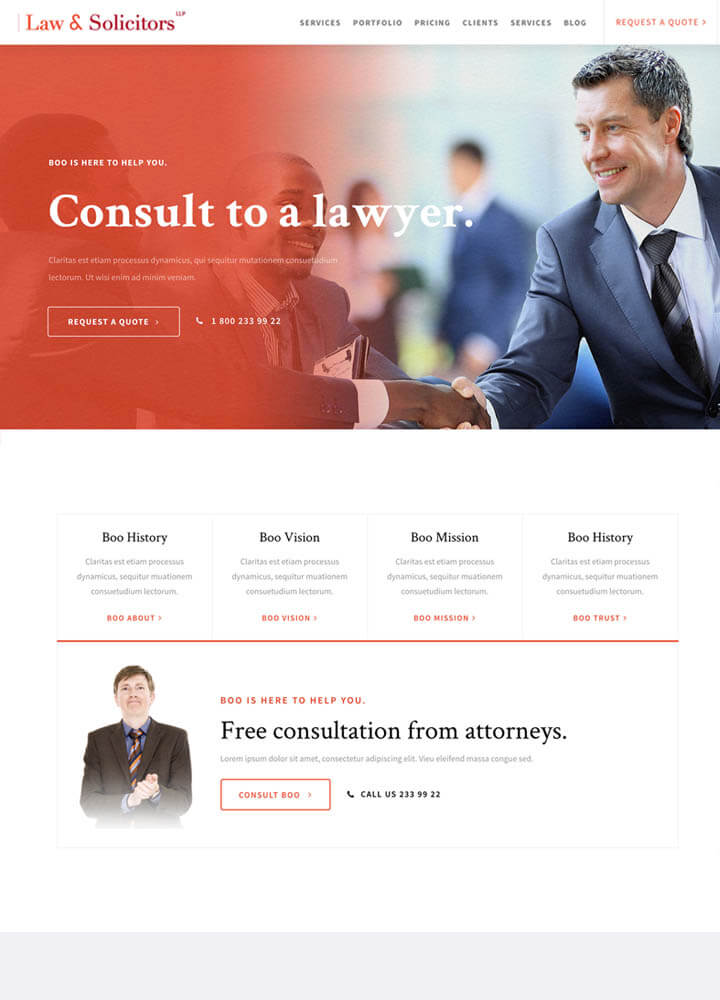 Law & Solicitors LLP
SERVICES PORTFOLIO PRICING CLIENTS SERVICES BLOG REQUEST A QUOTE >
BOO IS HERE TO HELP YOU.
Consult to a lawyer.
Claritas est etiam processus dynamicus, qui sequitur mutationem consuetudium
lectorum. Ut wisi enim ad minim veniam.
REQUEST A QUOTE > 1 800 233 99 22
Boo History
Claritas est etiam processus
dynamicus, sequitur muationem
consuetudium lectorum.
BOO ABOUT >
Boo Vision
Claritas est etiam processus
dynamicus, sequitur muationem
consuetudium lectorum.
BOO VISION >
Boo Mission
Claritas est etiam processus
dynamicus, sequitur muationem
consuetudium lectorum.
BOO MISSION >
Boo History
Claritas est etiam processus
dynamicus, sequitur muationem
consuetudium lectorum.
BOO TRUST >
BOO IS HERE TO HELP YOU.
Free consultation from attorneys.
Lorem ipsum dolor sit amet, consectetur adipiscing elit. Vieu eleifend massa congue sed.
CONSULT BOO > CALL US 233 99 22